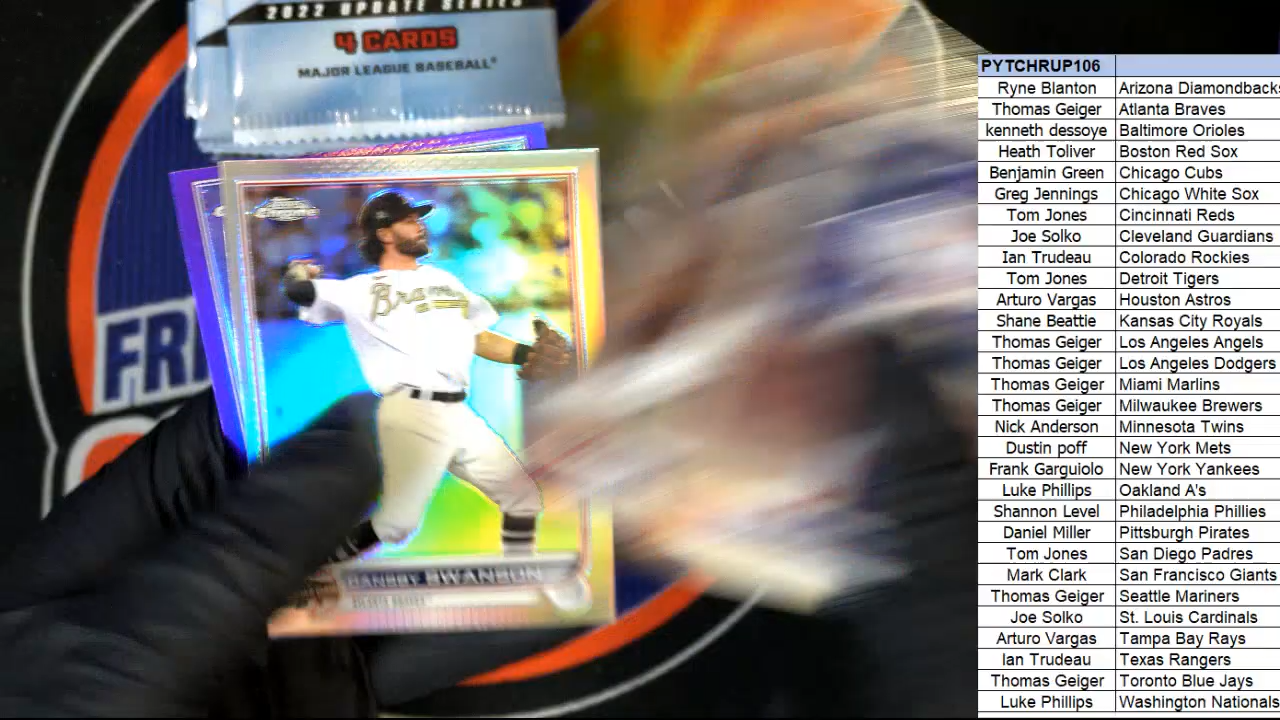 2022 UPDATE SERIES
4 CARDS
MAJOR LEAGUE BASEBALL
FRI
Braves
DANSBY SWANSON
ATLANTA BRAVES
PYTCHRUP106
Ryne Blanton Arizona Diamondbacks
Thomas Geiger Atlanta Braves
kenneth dessoye Baltimore Orioles
Heath Toliver Boston Red Sox
Benjamin Green Chicago Cubs
Greg Jennings Chicago White Sox
Tom Jones Cincinnati Reds
Joe Solko Cleveland Guardians
Ian Trudeau Colorado Rockies
Tom Jones Detroit Tigers
Arturo Vargas Houston Astros
Shane Beattie Kansas City Royals
Thomas Geiger Los Angeles Angels
Thomas Geiger Los Angeles Dodgers
Thomas Geiger Miami Marlins
Thomas Geiger Milwaukee Brewers
Nick Anderson Minnesota Twins
Dustin poff New York Mets
Frank Garguiolo New York Yankees
Luke Phillips Oakland A's
Shannon Level Philadelphia Phillies
Daniel Miller Pittsburgh Pirates
Tom Jones San Diego Padres
Mark Clark San Francisco Giants
Thomas Geiger Seattle Mariners
Joe Solko St. Louis Cardinals
Arturo Vargas Tampa Bay Rays
Ian Trudeau Texas Rangers
Thomas Geiger Toronto Blue Jays
Luke Phillips Washington Nationals